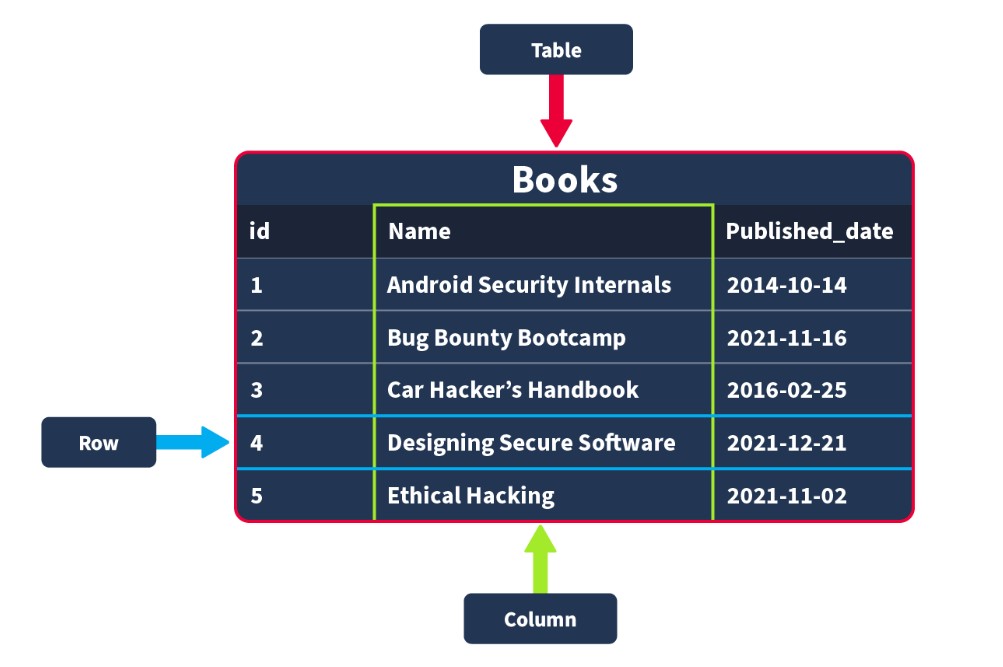 Table
Books
id Name Published_date
1 Android Security Internals 2014-10-14
2 Bug Bounty Bootcamp 2021-11-16
3 Car Hacker’s Handbook 2016-02-25
Row
4 Designing Secure Software 2021-12-21
5 Ethical Hacking 2021-11-02
Column